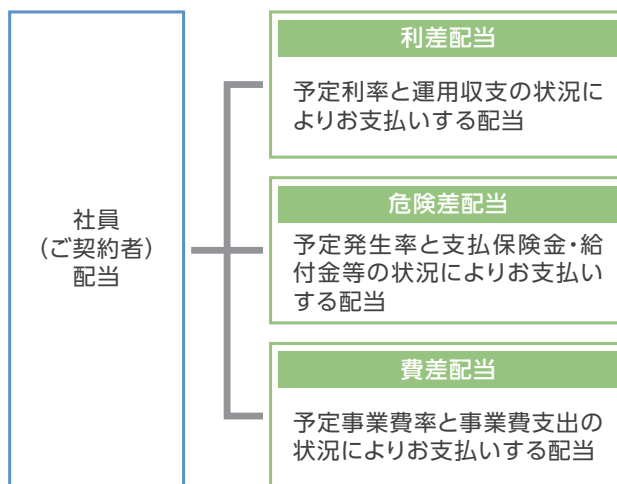 社員
(ご契約者)
配当
利差配当
予定利率と運用収支の状況に
よりお支払いする配当
危険差配当
予定発生率と支払保険金・給
付金等の状況によりお支払い
する配当
費差配当
予定事業費率と事業費支出の
状況によりお支払いする配当